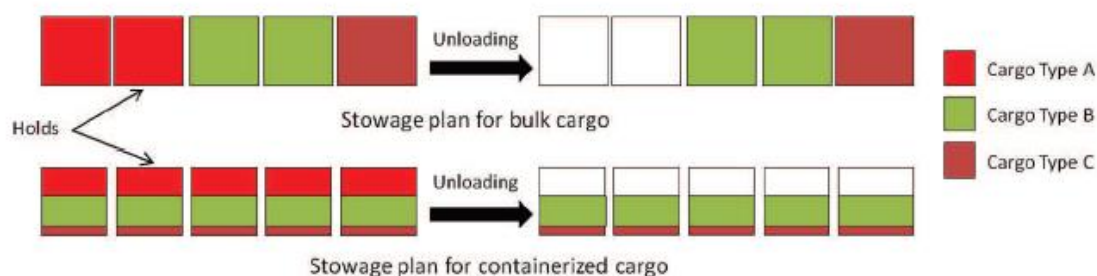 Unloading
Cargo Type A
Stowage plan for bulk cargo
Cargo Type B
Holds
Cargo Type C
Unloading
Stowage plan for containerized cargo